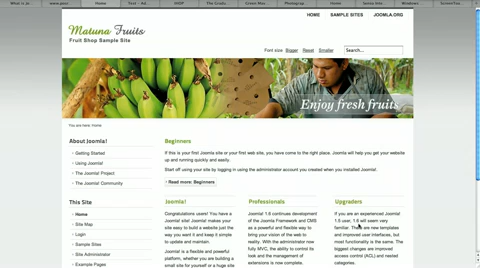 Home
HOME SAMPLE SITES JOOMLA.ORG
Matuna Fruits
Fruit Shop Sample Site
Font size Bigger Reset Smaller Search...
Enjoy fresh fruits
You are here: Home
About Joomla!
Getting Started
Using Joomla!
The Joomla! Project
The Joomla! Community
This Site
Home
Site Map
Login
Sample Sites
Site Administrator
Example Pages
Beginners
If this is your first Joomla site or your first web site, you have come to the right place. Joomla will help you get your website
up and running quickly and easily.
Start off using your site by logging in using the administrator account you created when you installed Joomla!.
Read more: Beginners
Joomla!
Congratulations! You have a
Joomla! site! Joomla! makes your
site easy to build a website just the
way you want it and keep it simple
to update and maintain.
Joomla! is a flexible and powerful
platform, whether you are building a
small site for yourself or a huge site
Professionals
Joomla! 1.6 continues development
of the Joomla Framework and CMS
as a powerful and flexible way to
bring your vision of the web to
reality. With the administrator now
fully MVC, the ability to control its
look and the management of
extensions is now complete.
Upgraders
If you are an experienced Joomla!
1.5 user, 1.6 will seem very
familiar. There are new templates
and improved user interfaces, but
most functionality is the same. The
biggest changes are improved
access control (ACL) and nested
categories.